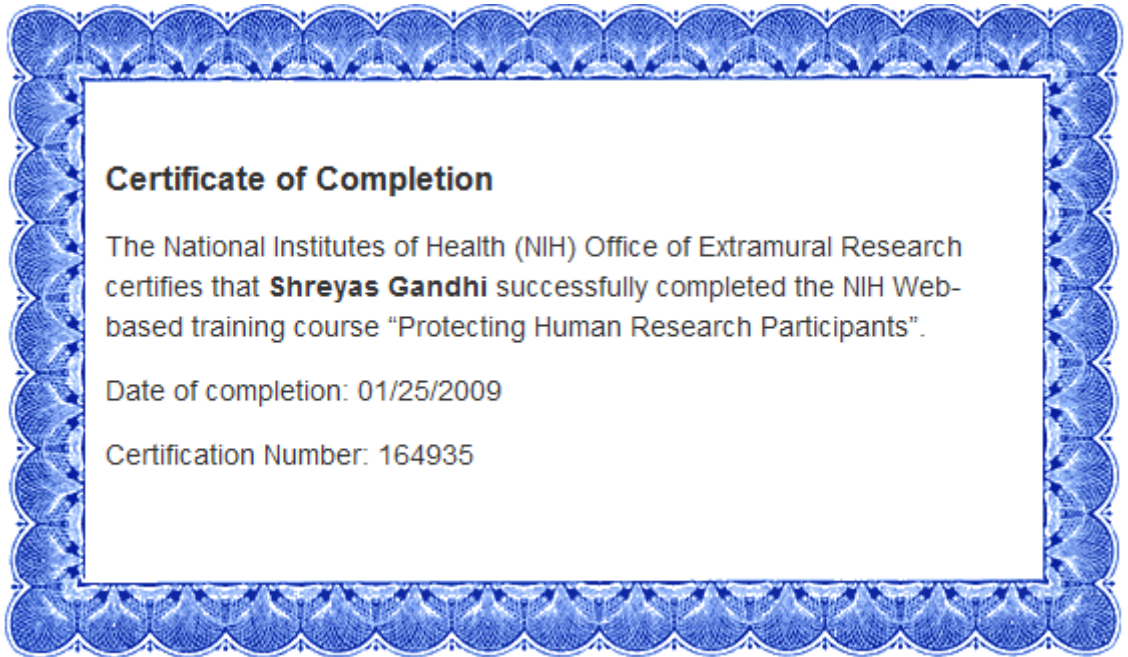 Certificate of Completion
The National Institutes of Health (NIH) Office of Extramural Research
certifies that Shreyas Gandhi successfully completed the NIH Web-
based training course “Protecting Human Research Participants”.
Date of completion: 01/25/2009
Certification Number: 164935